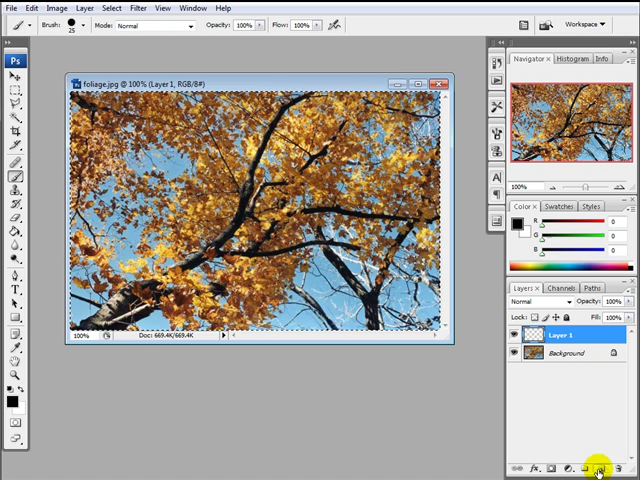 File Edit Image Layer Select Filter View Window Help
Brush: 25 Mode: Normal Opacity: 100% Flow: 100% Workspace
Ps
foliage.jpg @ 100% (Layer 1, RGB/8#)
100% Doc: 669.4K/669.4K
Navigator Histogram Info
100%
Color Swatches Styles
R 0
G 0
B 0
Layers Channels Paths
Normal Opacity: 100%
Lock: Fill: 100%
Layer 1
Background